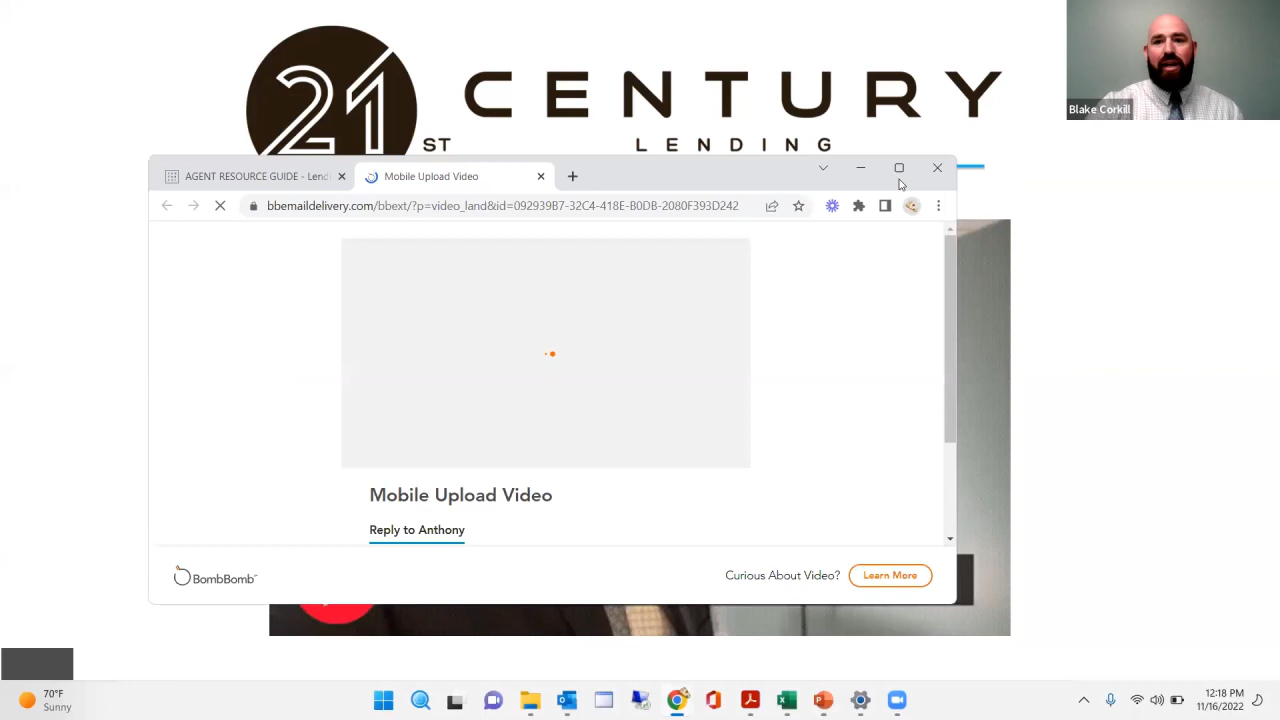 21
ST
CENTURY
LENDING
Blake Corkill
AGENT RESOURCE GUIDE - Lend
Mobile Upload Video
bbemaildelivery.com/bbext/?p=video_land&id=092939B7-32C4-418E-B0DB-2080F393D242
Mobile Upload Video
Reply to Anthony
BombBomb
Curious About Video?
Learn More
70°F
Sunny
12:18 PM
11/16/2022